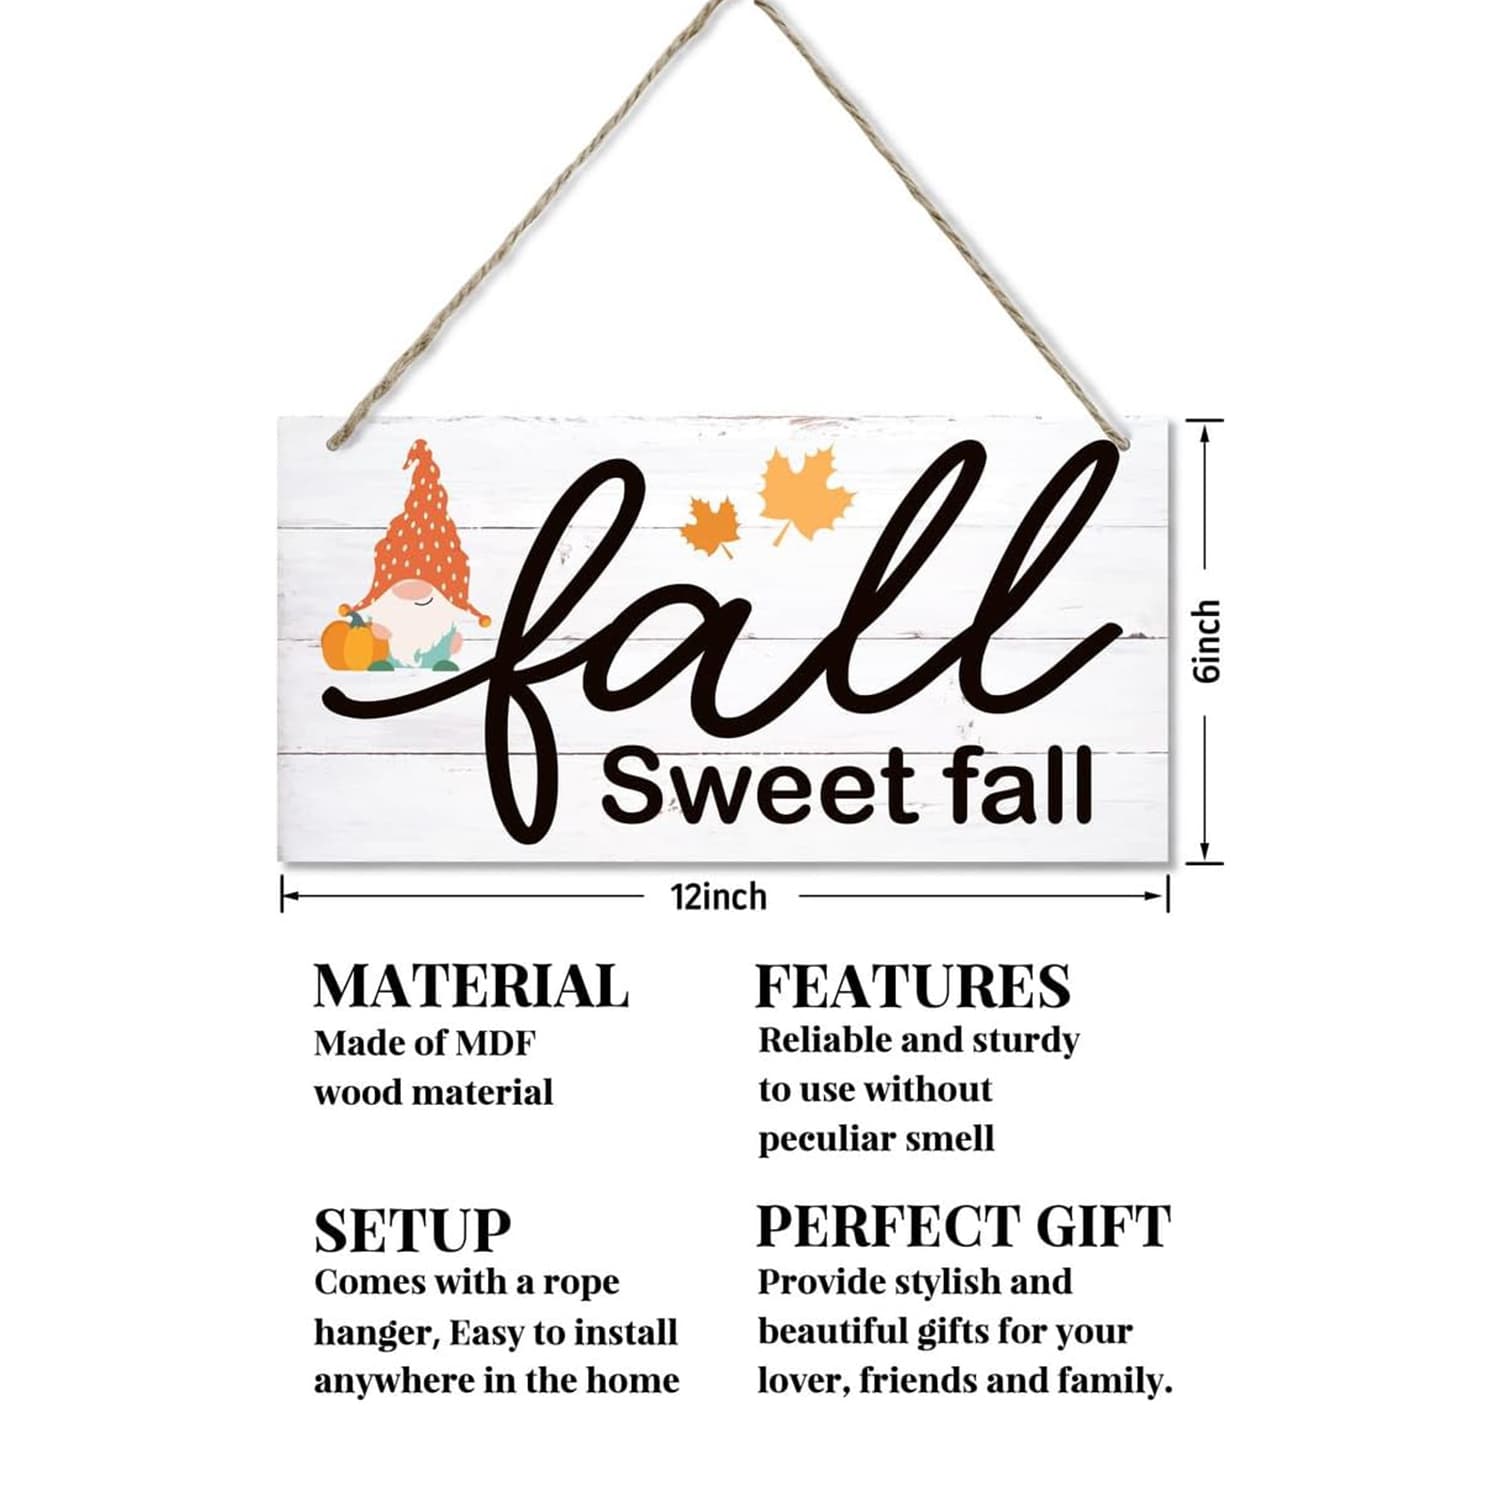 fall
Sweet fall
6inch
12inch
MATERIAL
Made of MDF
wood material
FEATURES
Reliable and sturdy
to use without
peculiar smell
SETUP
Comes with a rope
hanger, Easy to install
anywhere in the home
PERFECT GIFT
Provide stylish and
beautiful gifts for your
lover, friends and family.